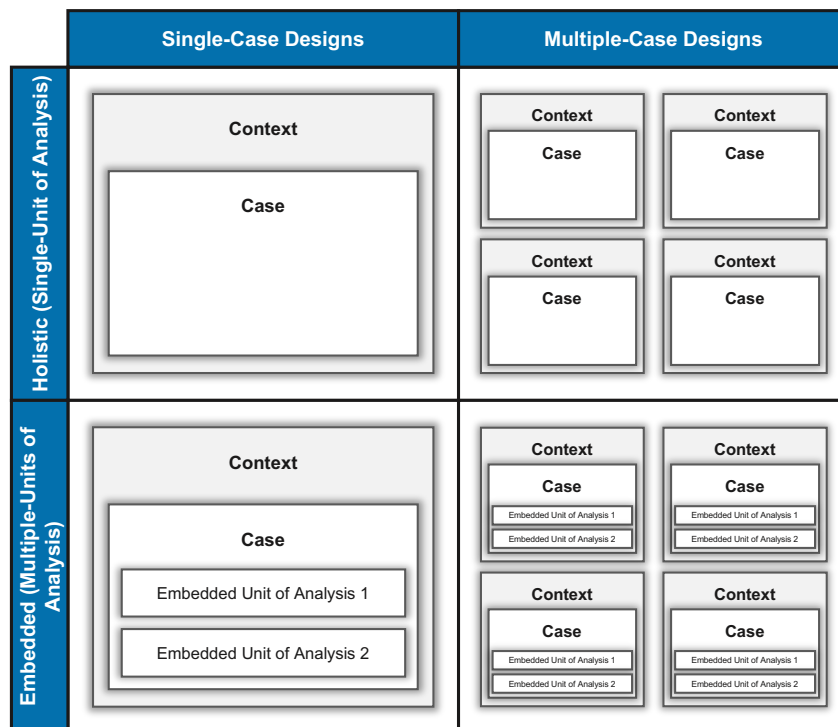 Single-Case Designs
Multiple-Case Designs
Holistic (Single-Unit of Analysis)
Context
Case
Context
Context
Case
Case
Context
Context
Case
Case
Embedded (Multiple-Units of
Analysis)
Context
Case
Embedded Unit of Analysis 1
Embedded Unit of Analysis 2
Context
Context
Case
Case
Embedded Unit of Analysis 1
Embedded Unit of Analysis 1
Embedded Unit of Analysis 2
Embedded Unit of Analysis 2
Context
Context
Case
Case
Embedded Unit of Analysis 1
Embedded Unit of Analysis 1
Embedded Unit of Analysis 2
Embedded Unit of Analysis 2